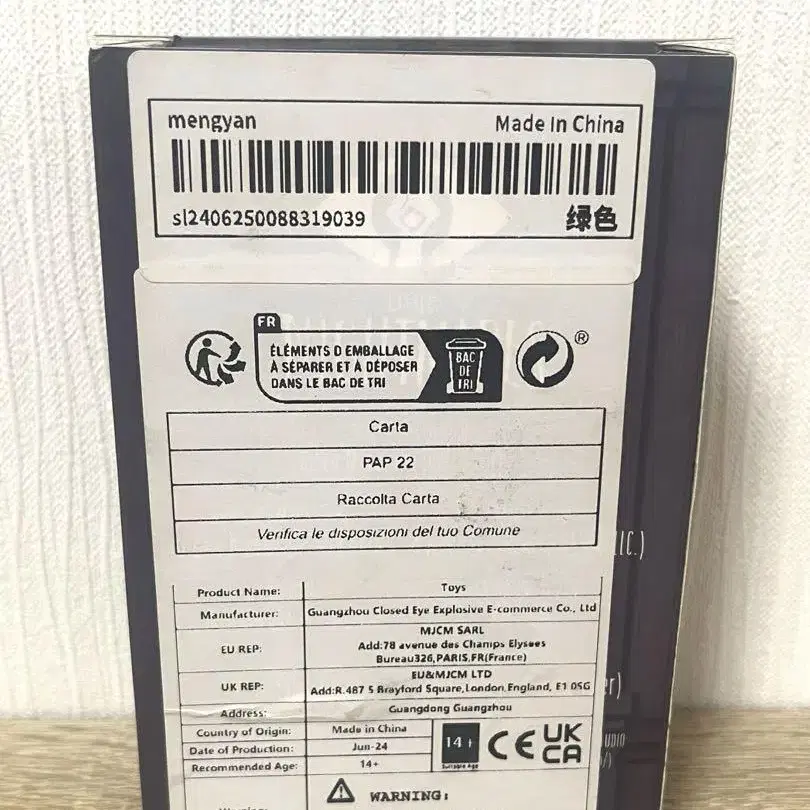 mengyan
Made In China
sl2406250088319039
绿色
FR
ÉLÉMENTS D EMBALLAGE
À SÉPARER ET À DÉPOSER
DANS LE BAC DE TRI
BAC
DE
TRI
®
Carta
PAP 22
Raccolta Carta
Verifica le disposizioni del tuo Comune
Product Name: Toys
Manufacturer: Guangzhou Closed Eye Explosive E-commerce Co., Ltd
EU REP: MJCM SARL
Add:78 avenue des Champs Elysees
Bureau326,PARIS,FR(France)
UK REP: EU&MJCM LTD
Add:R.487 5 Brayford Square,London,England, E1 0SG
Address: Guangdong Guangzhou
Country of Origin: Made in China
Date of Production: Jun-24
Recommended Age: 14+
14+
Suitable Age
CE
UK
CA
WARNING: